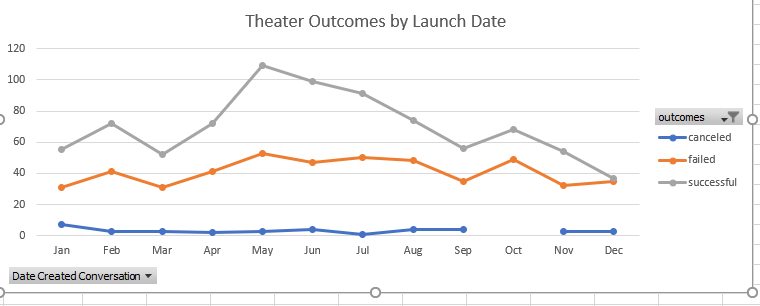 Theater Outcomes by Launch Date
120
100
80
60
40
20
0
Jan Feb Mar Apr May Jun Jul Aug Sep Oct Nov Dec
outcomes
canceled
failed
successful
Date Created Conversation